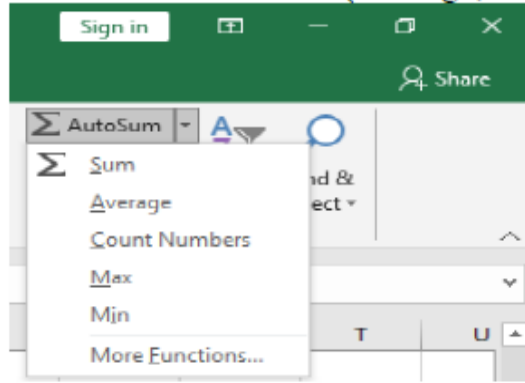 Sign in
Share
AutoSum
Sum
nd &
Average
ect
Count Numbers
Max
Min
T U
More Functions...